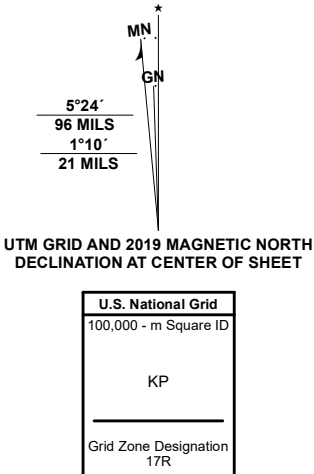 ★
MN
GN
5°24´
96 MILS
1°10´
21 MILS
UTM GRID AND 2019 MAGNETIC NORTH
DECLINATION AT CENTER OF SHEET
U.S. National Grid
100,000 - m Square ID
KP
Grid Zone Designation
17R